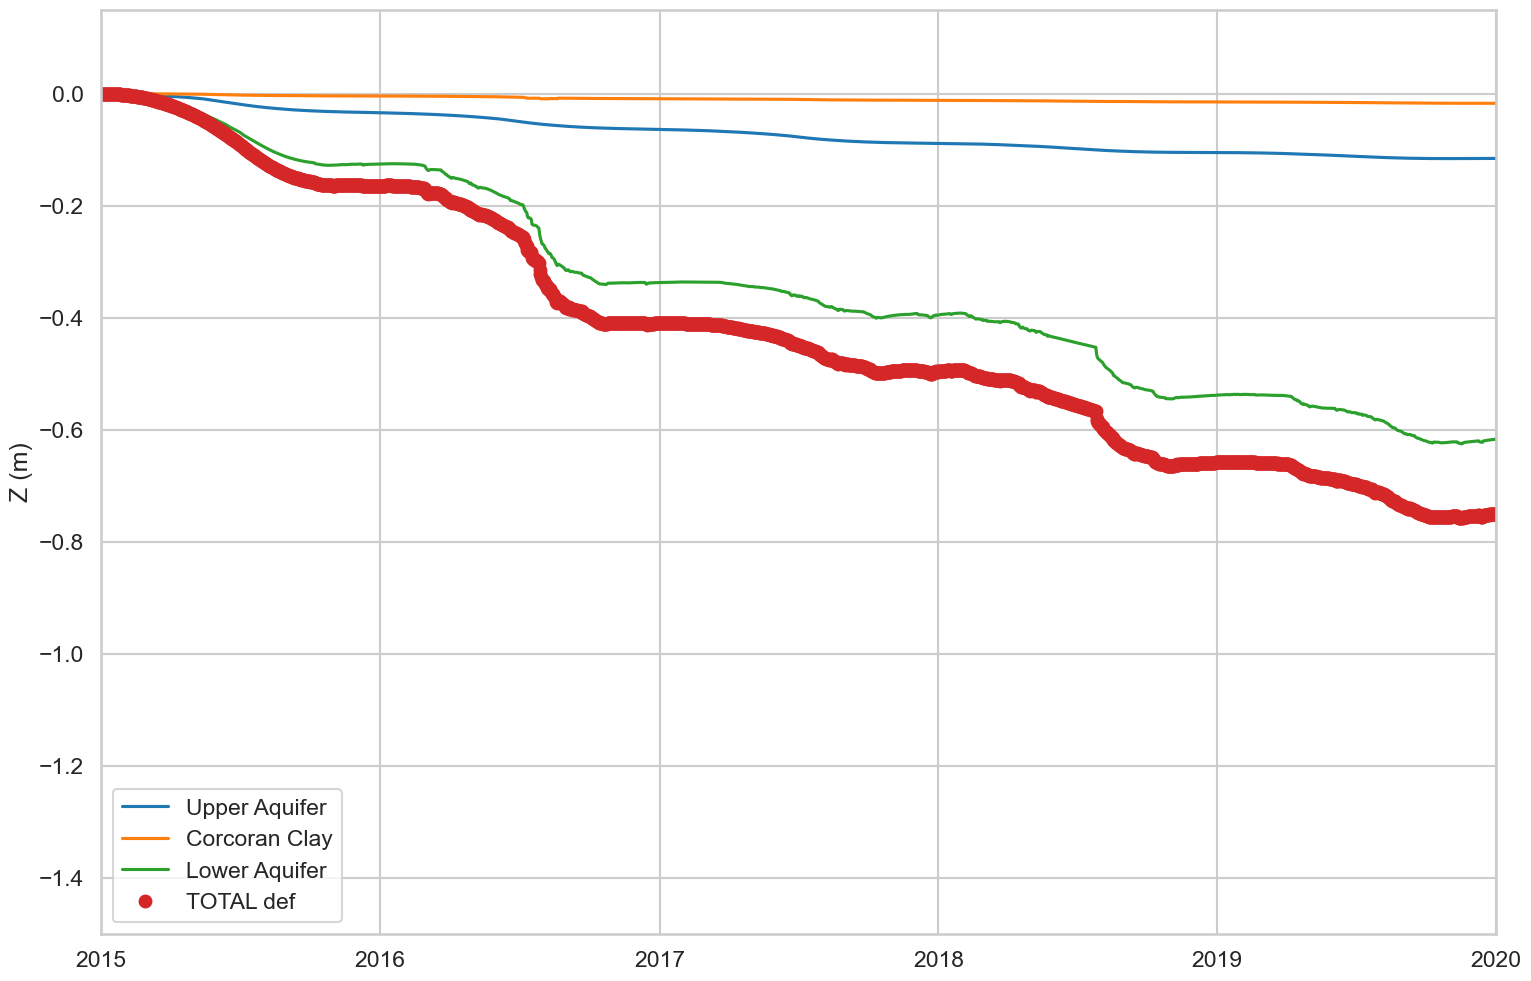 0.0
−0.2
−0.4
−0.6
−0.8
−1.0
−1.2
−1.4
Z (m)
Upper Aquifer
Corcoran Clay
Lower Aquifer
TOTAL def
2015 2016 2017 2018 2019 2020